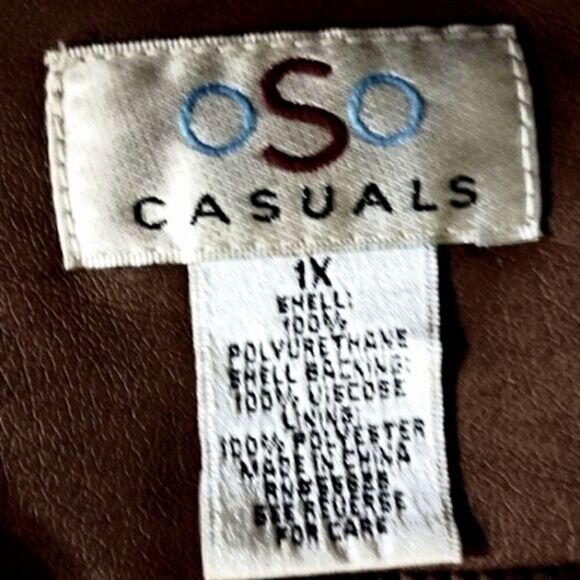 oSo
CASUALS
1X
SHELL:
100%
POLYURETHANE
SHELL BACKING:
100% VISCOSE
LINING:
100% POLYESTER
MADE IN CHINA
SEE REVERSE
FOR CARE